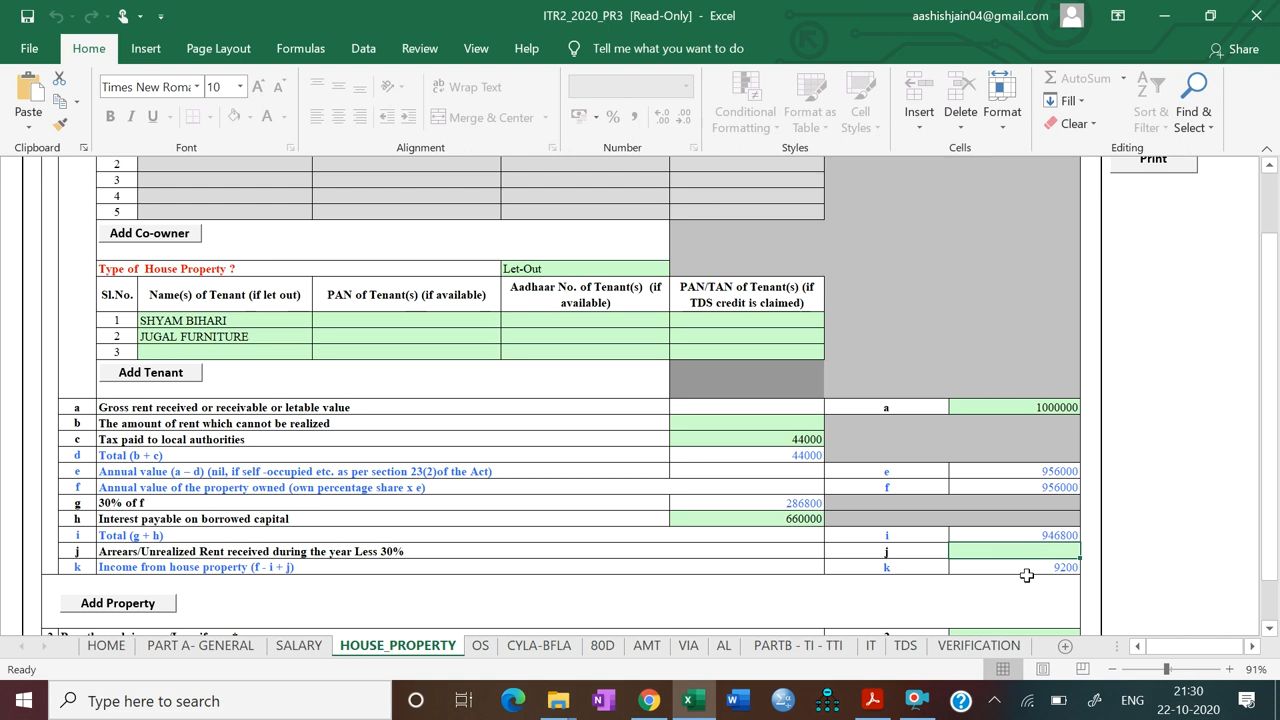 ITR2_2020_PR3 [Read-Only] - Excel
aashishjain04@gmail.com
File Home Insert Page Layout Formulas Data Review View Help Tell me what you want to do Share
Paste
Times New Roma 10 A A
B I U
Wrap Text
Merge & Center
% ,
Conditional Formatting
Format as Table
Cell Styles
Insert Delete Format
AutoSum
Fill
Clear
Sort & Filter
Find & Select
Clipboard Font Alignment Number Styles Cells Editing
Print
2
3
4
5
Add Co-owner
Type of House Property ? Let-Out
Sl.No. Name(s) of Tenant (if let out) PAN of Tenant(s) (if available) Aadhaar No. of Tenant(s) (if available) PAN/TAN of Tenant(s) (if TDS credit is claimed)
1 SHYAM BIHARI
2 JUGAL FURNITURE
3
Add Tenant
a Gross rent received or receivable or letable value a 1000000
b The amount of rent which cannot be realized
c Tax paid to local authorities 44000
d Total (b + c) 44000
e Annual value (a – d) (nil, if self -occupied etc. as per section 23(2)of the Act) e 956000
f Annual value of the property owned (own percentage share x e) f 956000
g 30% of f 286800
h Interest payable on borrowed capital 660000
i Total (g + h) i 946800
j Arrears/Unrealized Rent received during the year Less 30% j
k Income from house property (f - i + j) k 9200
Add Property
HOME PART A- GENERAL SALARY HOUSE_PROPERTY OS CYLA-BFLA 80D AMT VIA AL PARTB - TI - TTI IT TDS VERIFICATION
Ready 91%
Type here to search
ENG
21:30
22-10-2020